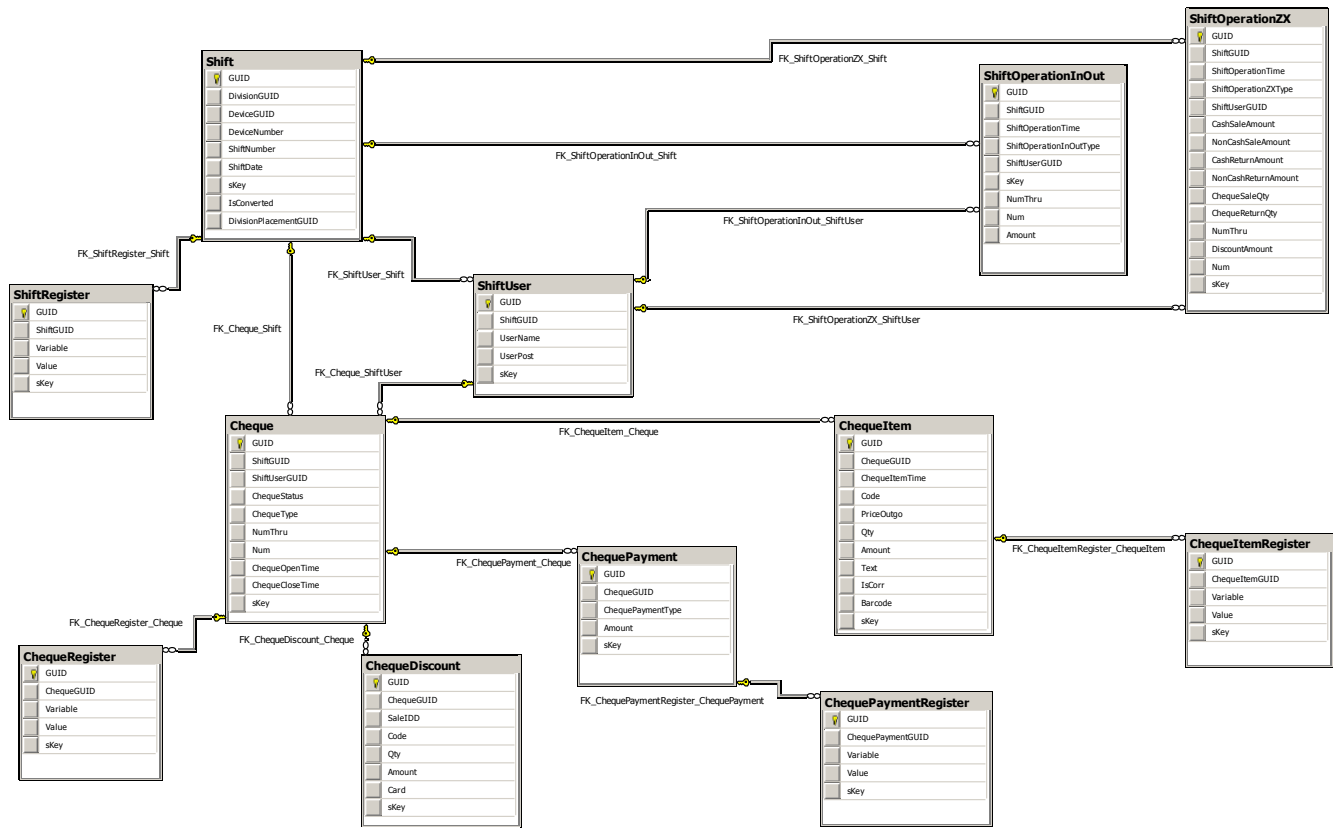 ShiftOperationZX
GUID
ShiftGUID
ShiftOperationTime
ShiftOperationZXType
ShiftUserGUID
CashSaleAmount
NonCashSaleAmount
CashReturnAmount
NonCashReturnAmount
ChequeSaleQty
ChequeReturnQty
NumThru
DiscountAmount
Num
sKey
FK_ShiftOperationZX_Shift
Shift
GUID
DivisionGUID
DeviceGUID
DeviceNumber
ShiftNumber
ShiftDate
sKey
IsConverted
DivisionPlacementGUID
ShiftOperationInOut
GUID
ShiftGUID
ShiftOperationTime
ShiftOperationInOutType
ShiftUserGUID
sKey
NumThru
Num
Amount
FK_ShiftOperationInOut_Shift
FK_ShiftOperationInOut_ShiftUser
FK_ShiftRegister_Shift
FK_ShiftUser_Shift
ShiftRegister
GUID
ShiftGUID
Variable
Value
sKey
FK_Cheque_Shift
ShiftUser
GUID
ShiftGUID
UserName
UserPost
sKey
FK_ShiftOperationZX_ShiftUser
FK_Cheque_ShiftUser
Cheque
GUID
ShiftGUID
ShiftUserGUID
ChequeStatus
ChequeType
NumThru
Num
ChequeOpenTime
ChequeCloseTime
sKey
FK_ChequeItem_Cheque
ChequeItem
GUID
ChequeGUID
ChequeItemTime
Code
PriceOutgo
Qty
Amount
Text
IsCorr
Barcode
sKey
FK_ChequeItemRegister_ChequeItem
ChequeItemRegister
GUID
ChequeItemGUID
Variable
Value
sKey
FK_ChequePayment_Cheque
ChequePayment
GUID
ChequeGUID
ChequePaymentType
Amount
sKey
FK_ChequeRegister_Cheque
FK_ChequeDiscount_Cheque
ChequeRegister
GUID
ChequeGUID
Variable
Value
sKey
ChequeDiscount
GUID
ChequeGUID
SaleIDD
Code
Qty
Amount
Card
sKey
FK_ChequePaymentRegister_ChequePayment
ChequePaymentRegister
GUID
ChequePaymentGUID
Variable
Value
sKey